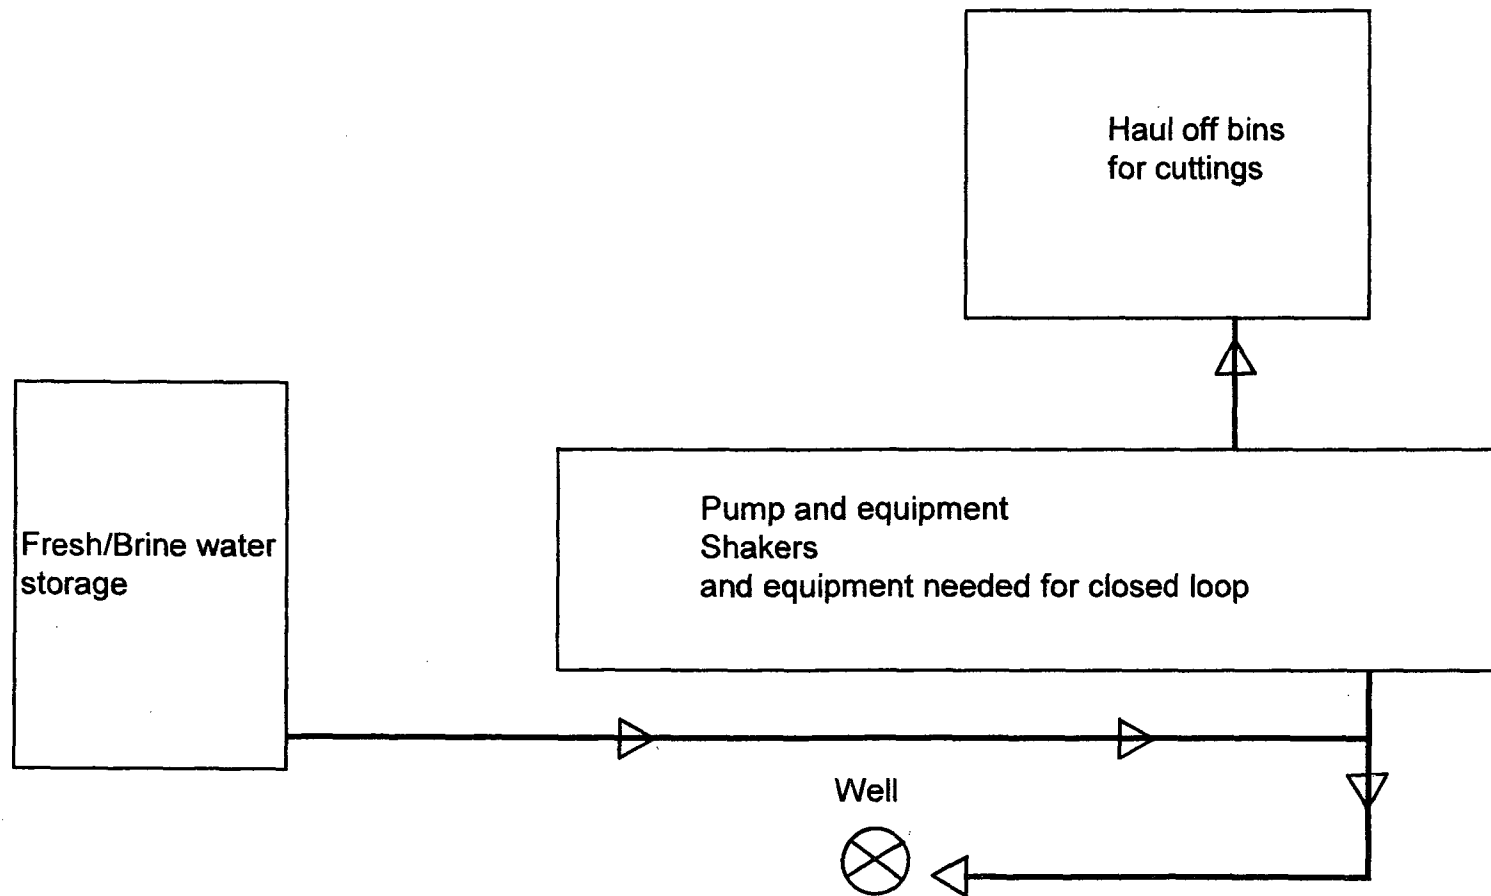 Haul off bins
for cuttings
Fresh/Brine water
storage
Pump and equipment
Shakers
and equipment needed for closed loop
Well